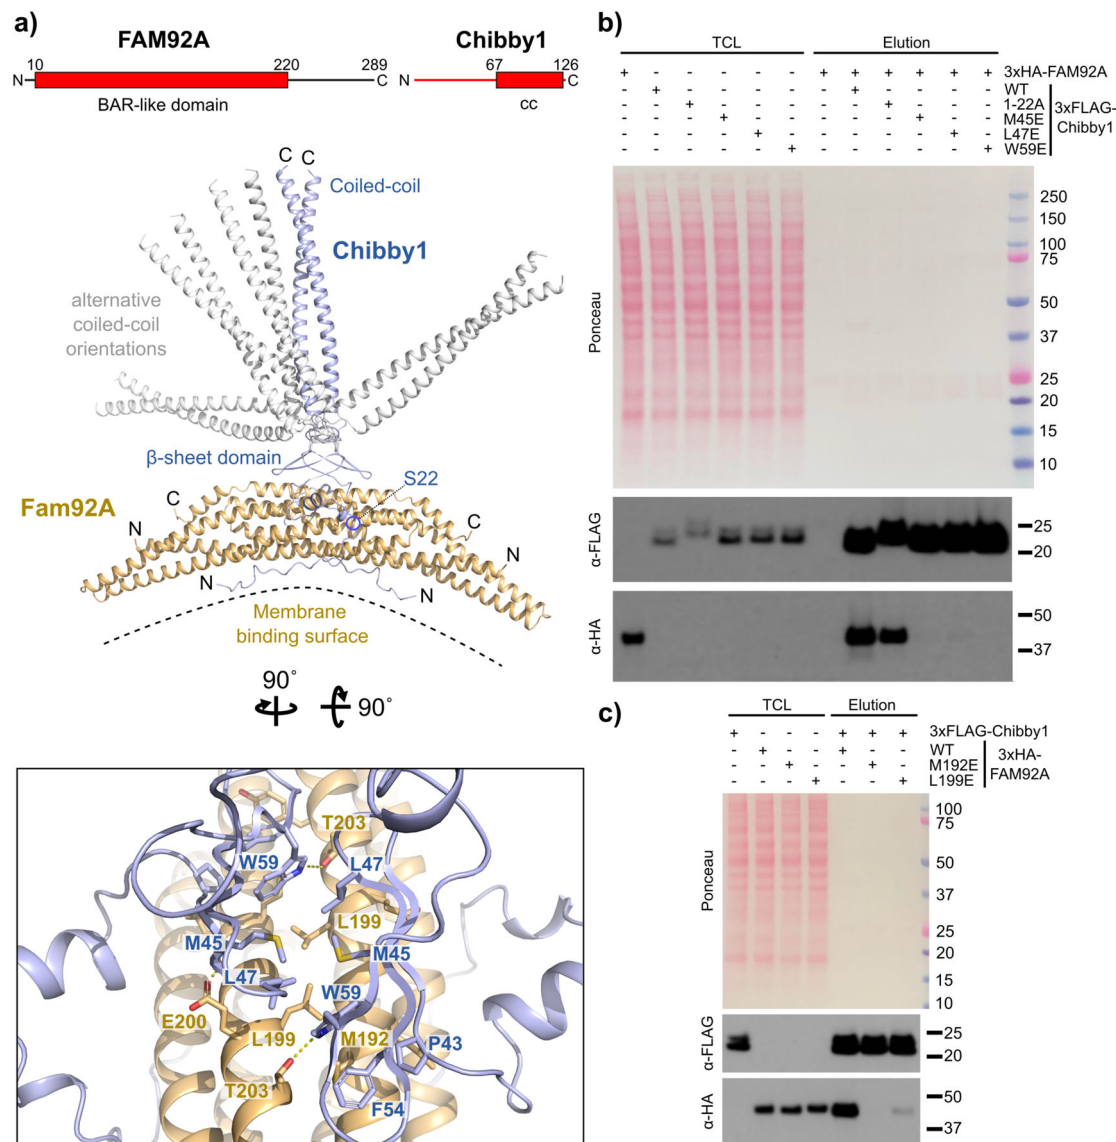 a)
FAM92A
Chibby1
10 220 289
N C
BAR-like domain
67 126
N C
cc
C C
Coiled-coil
Chibby1
alternative
coiled-coil
orientations
β-sheet domain
S22
Fam92A
C
N
C
N
N
N
Membrane
binding surface
90°
90°
T203
W59
L47
L199
M45
M45
L47
W59
E200
L199
M192
P43
T203
F54
b)
TCL Elution
+ - - - - - + + + + + + 3xHA-FAM92A
- + - - - - - + - - - - WT
- - + - - - - - + - - - 1-22A
- - - + - - - - - + - - M45E
- - - - + - - - - - + - L47E
- - - - - + - - - - - + W59E
3xFLAG-
Chibby1
Ponceau
250
150
100
75
50
37
25
20
15
10
α-FLAG
25
20
α-HA
50
37
c)
TCL Elution
+ - - - + + + 3xFLAG-Chibby1
- + - - + - - WT
- - + - - + - M192E
- - - + - - + L199E
3xHA-
FAM92A
Ponceau
100
75
50
37
25
20
15
10
α-FLAG
25
20
α-HA
50
37